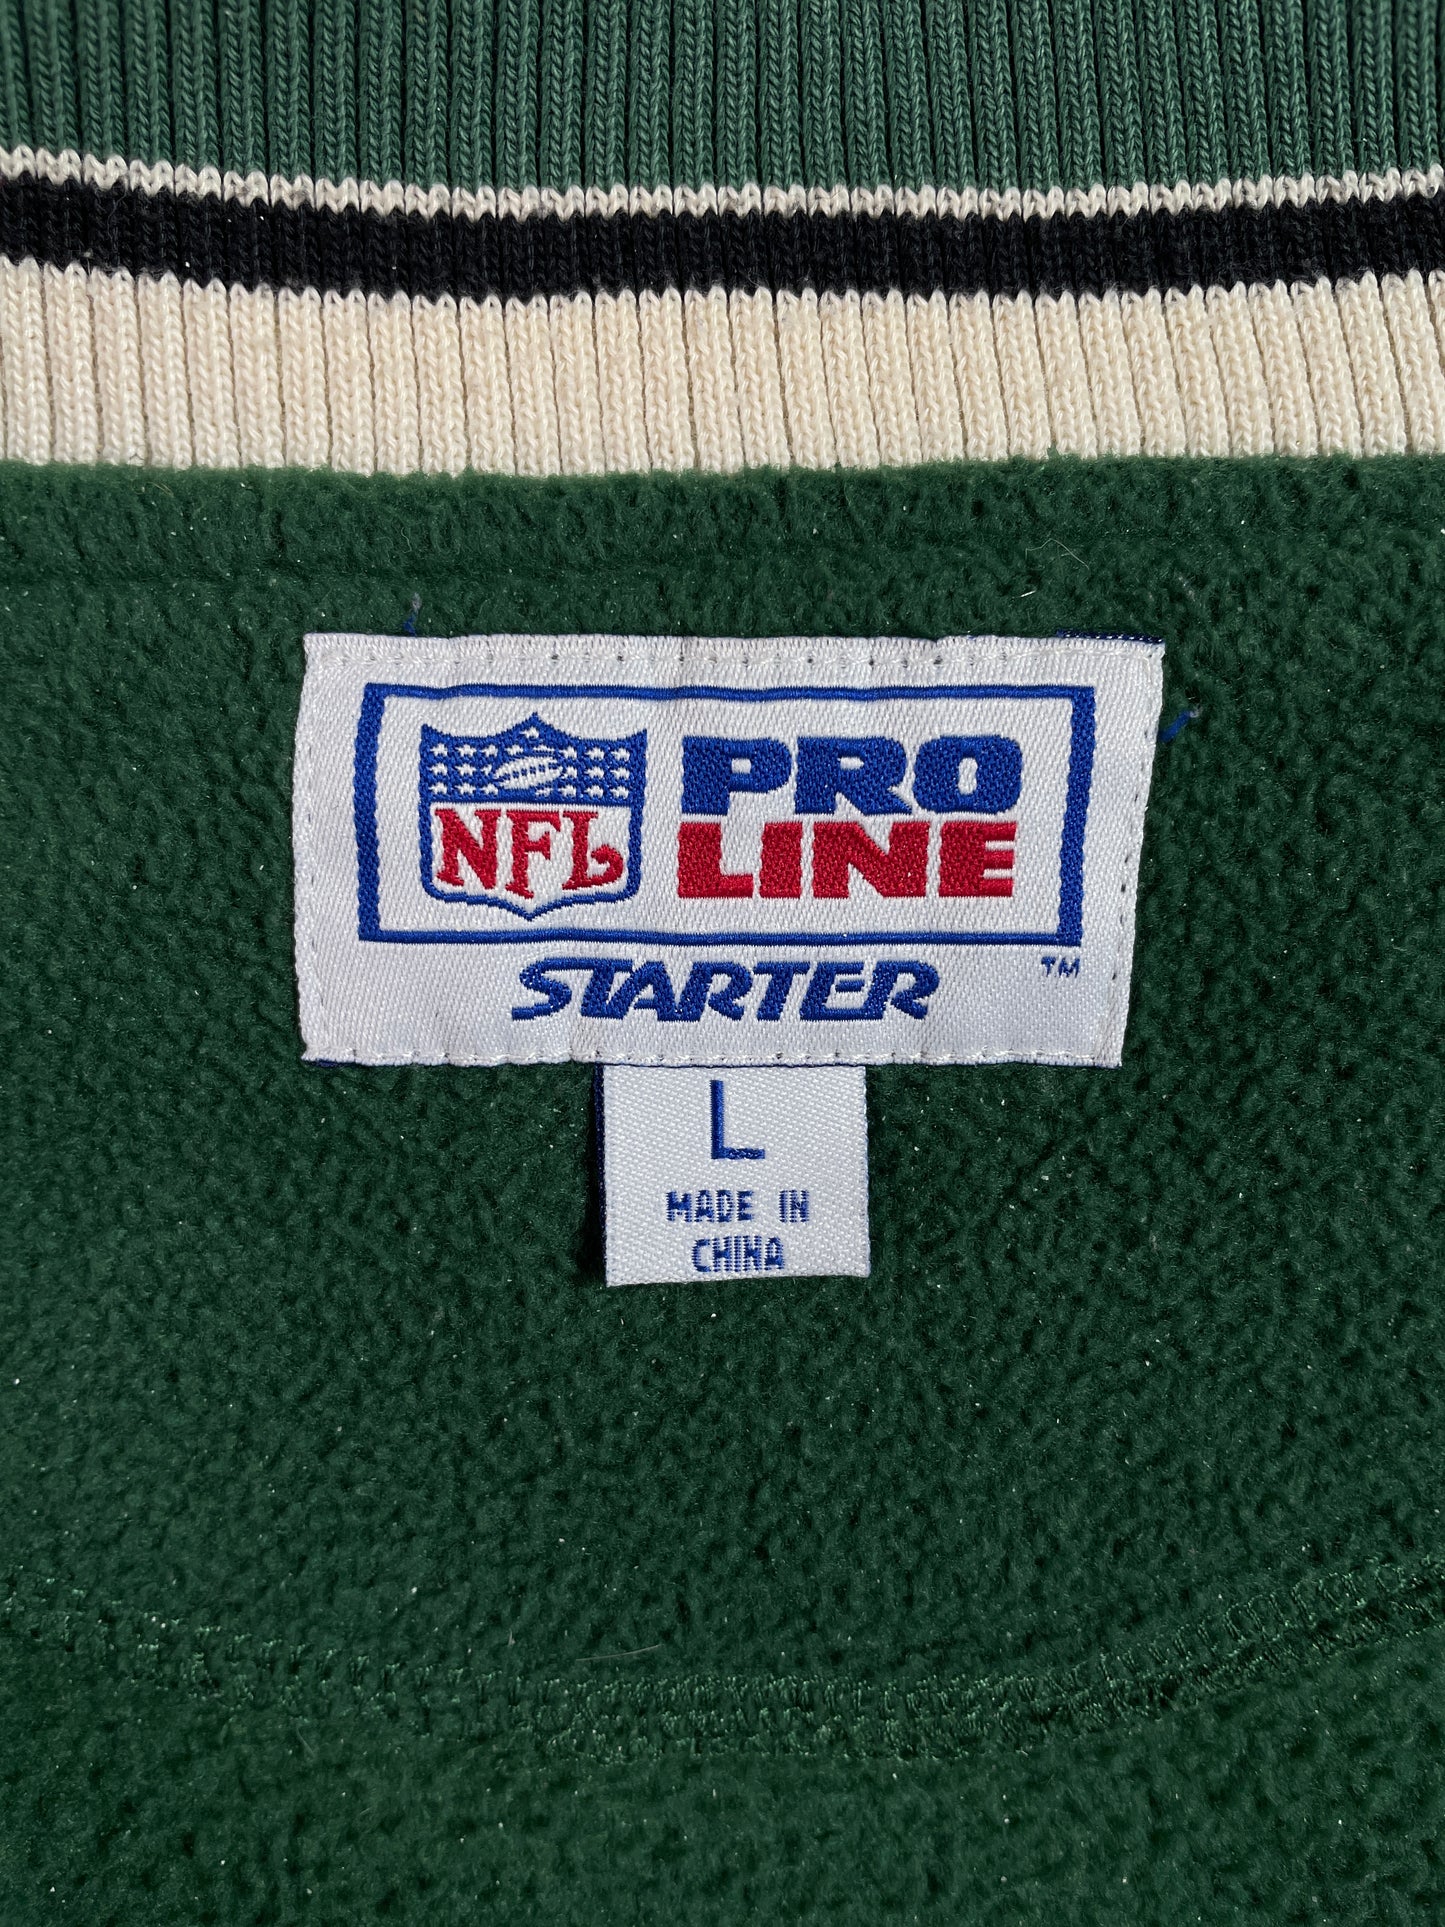 NFL PRO
LINE
STARTER ™
L
MADE IN
CHINA